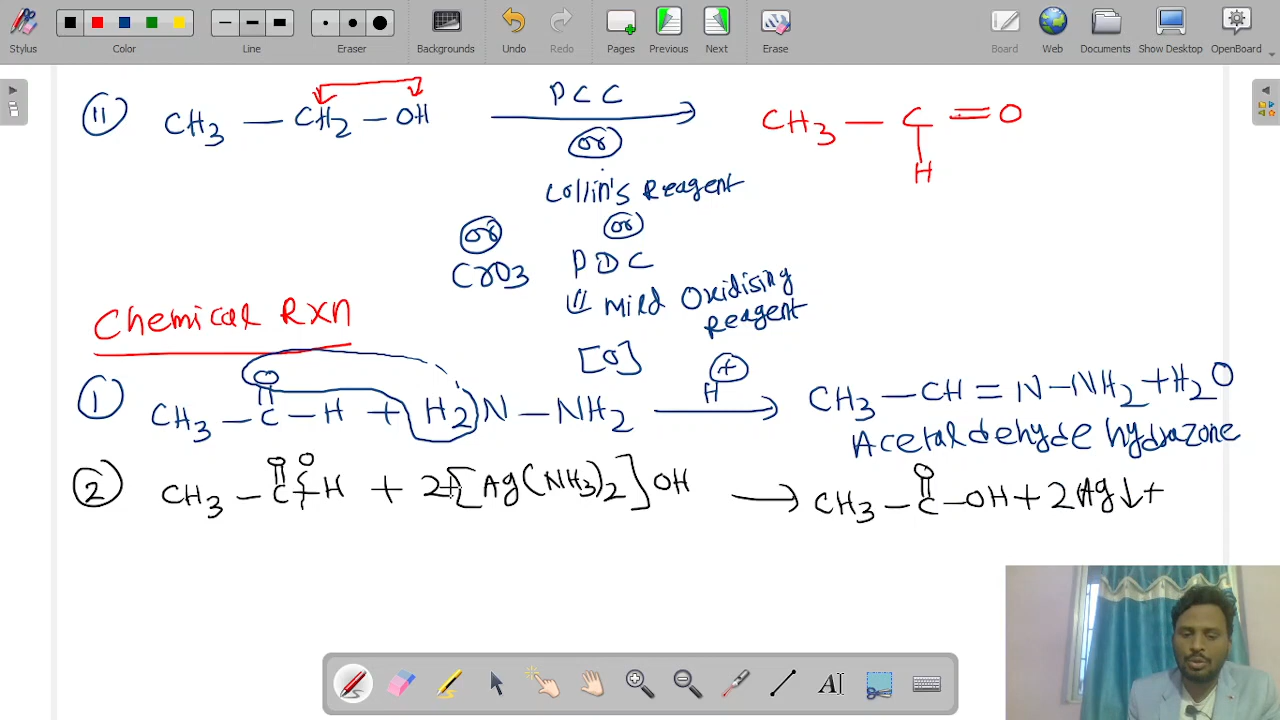 Stylus Color Line Eraser Backgrounds Undo Redo Pages Previous Next Erase Board Web Documents Show Desktop OpenBoard
(II) CH3 — CH2 — OH PCC CH3 — C = O
(or) H
Collin's Reagent
(or) (or)
CrO3 PDC
Mild Oxidising Reagent
Chemical RXn
[O]
(1) CH3 — C — H + H2N — NH2 H+ CH3 — CH = N — NH2 + H2O
O
Acetaldehyde hydrazone
(2) CH3 — C — H + 2[Ag(NH3)2]OH → CH3 — C — OH + 2Ag↓ +
O O O